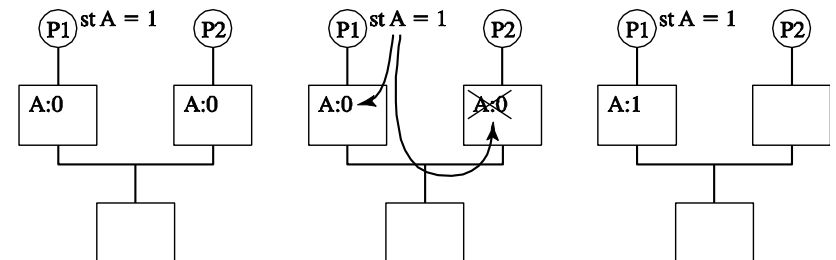 P1 st A = 1 P2 P1 st A = 1 P2 P1 st A = 1 P2
A:0 A:0 A:0 A:0 A:1